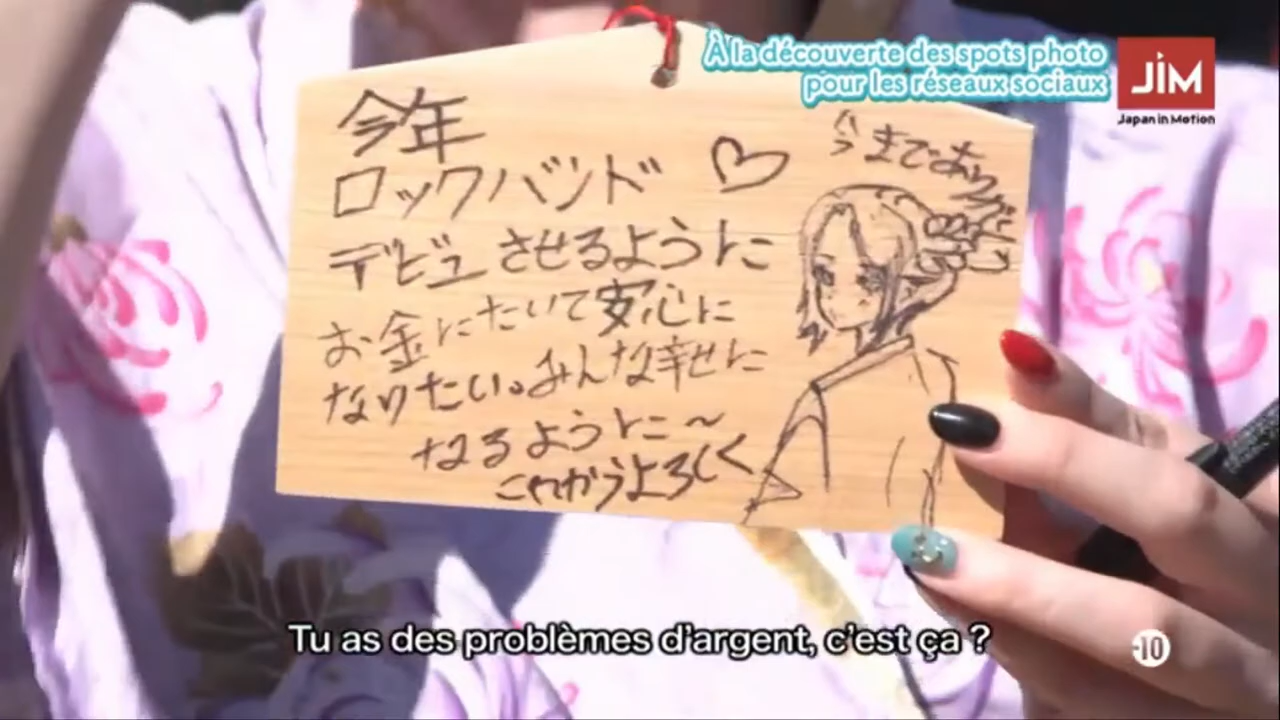 À la découverte des spots photo
pour les réseaux sociaux
JIM
Japan in Motion
今年
ロックバンド ♡
デビューさせるように
お金にたいて安心に
なりたい。みんな幸せに
なるように〜
これからよろしく
今まで
Tu as des problèmes d'argent, c'est ça ?
-10